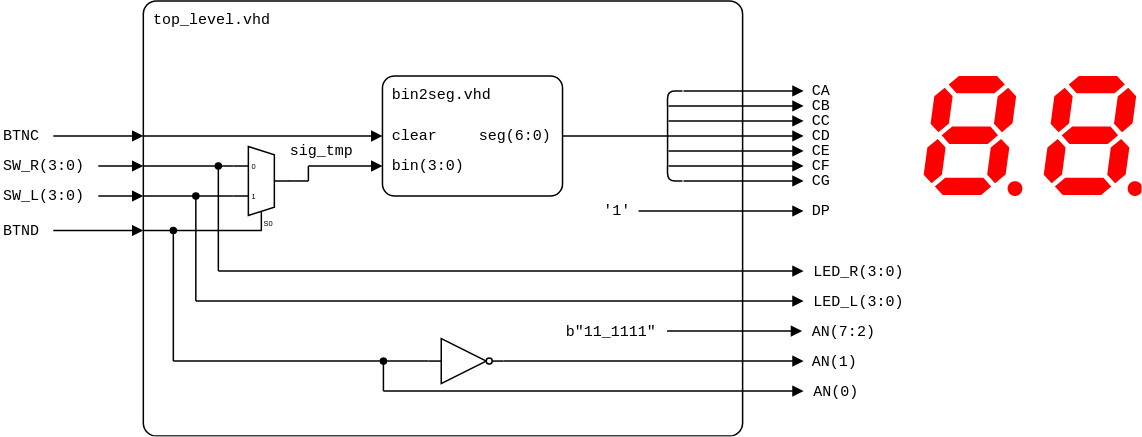 top_level.vhd
bin2seg.vhd
clear
seg(6:0)
bin(3:0)
sig_tmp
BTNC
SW_R(3:0)
SW_L(3:0)
BTND
0
1
S0
CA
CB
CC
CD
CE
CF
CG
'1'
DP
LED_R(3:0)
LED_L(3:0)
b"11_1111"
AN(7:2)
AN(1)
AN(0)
8.8.